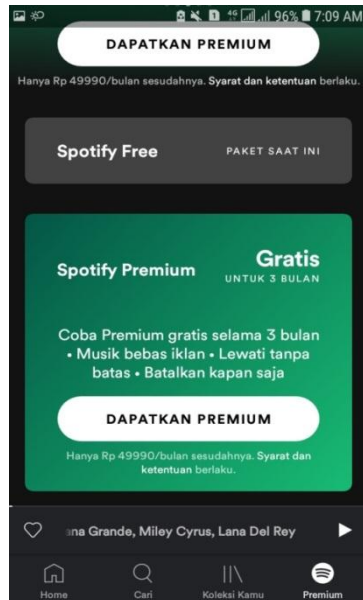 96% 7:09 AM
DAPATKAN PREMIUM
Hanya Rp 49990/bulan sesudahnya. Syarat dan ketentuan berlaku.
Spotify Free
PAKET SAAT INI
Spotify Premium
Gratis
UNTUK 3 BULAN
Coba Premium gratis selama 3 bulan
• Musik bebas iklan • Lewati tanpa
batas • Batalkan kapan saja
DAPATKAN PREMIUM
Hanya Rp 49990/bulan sesudahnya. Syarat dan
ketentuan berlaku.
na Grande, Miley Cyrus, Lana Del Rey
Home
Cari
Koleksi Kamu
Premium